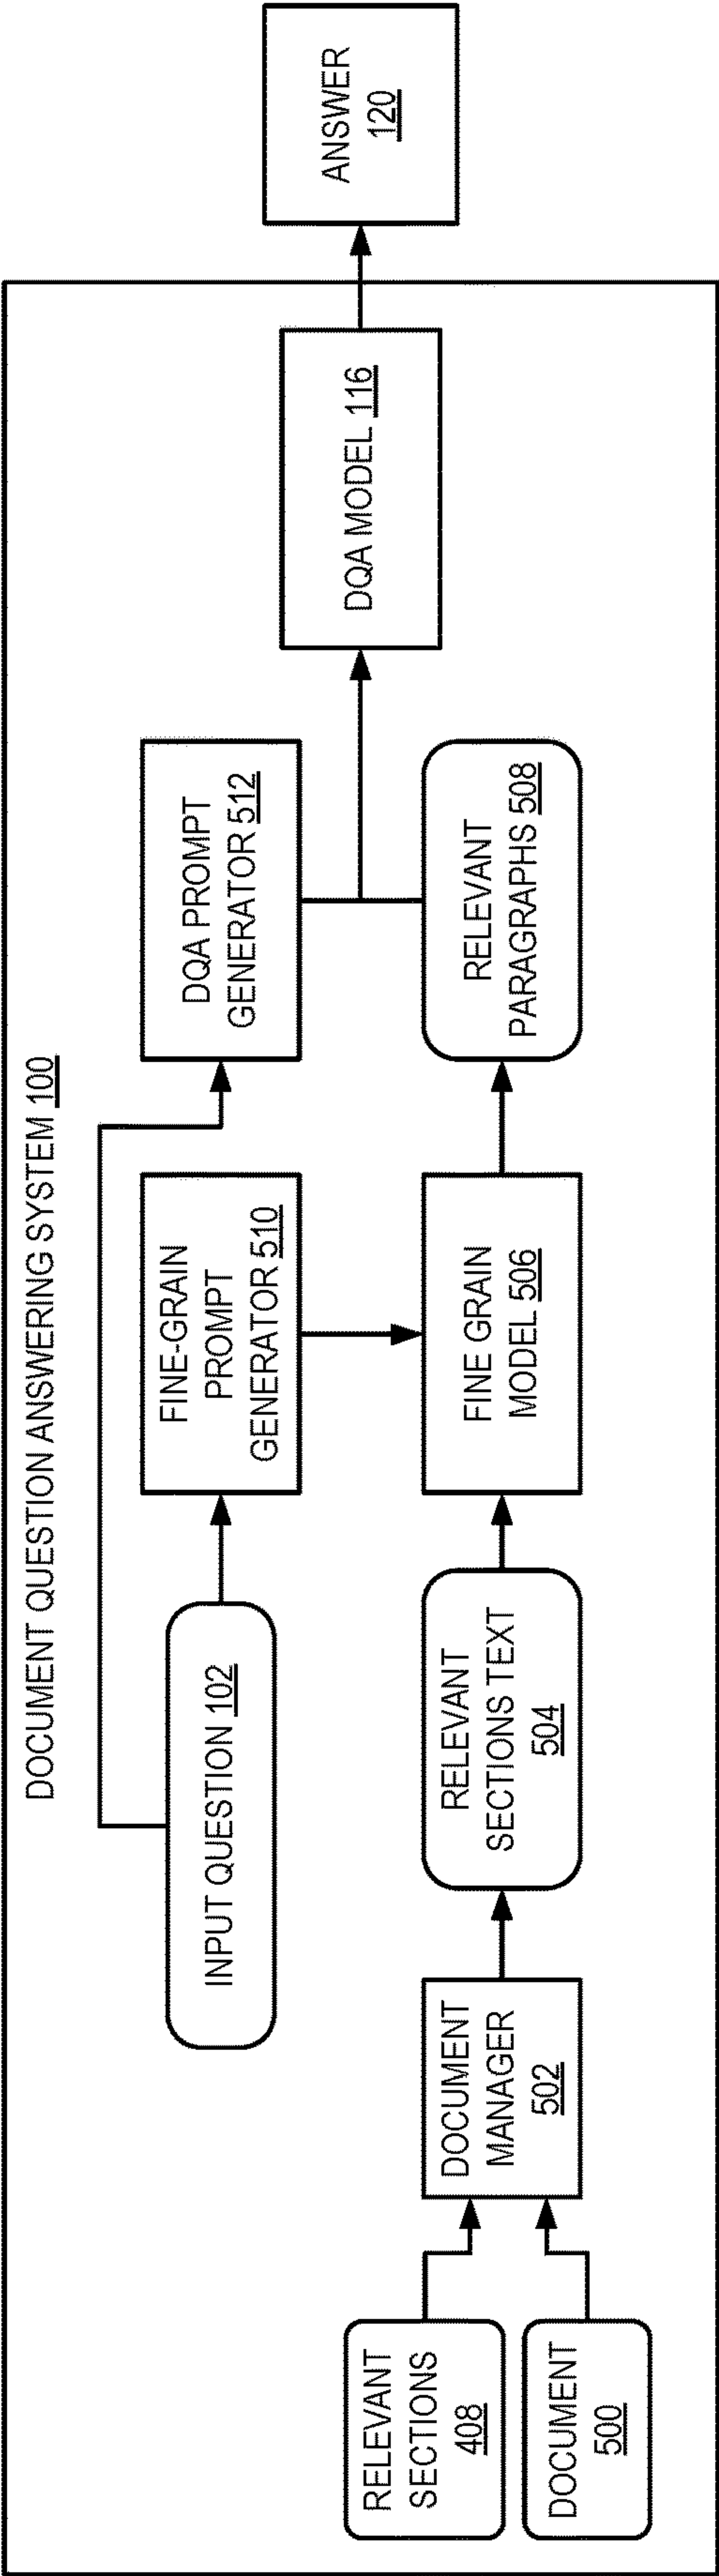 DOCUMENT QUESTION ANSWERING SYSTEM 100
INPUT QUESTION 102
FINE-GRAIN
PROMPT
GENERATOR 510
DQA PROMPT
GENERATOR 512
DQA MODEL 116
ANSWER
120
RELEVANT
SECTIONS
408
DOCUMENT
500
DOCUMENT
MANAGER
502
RELEVANT
SECTIONS TEXT
504
FINE GRAIN
MODEL 506
RELEVANT
PARAGRAPHS 508